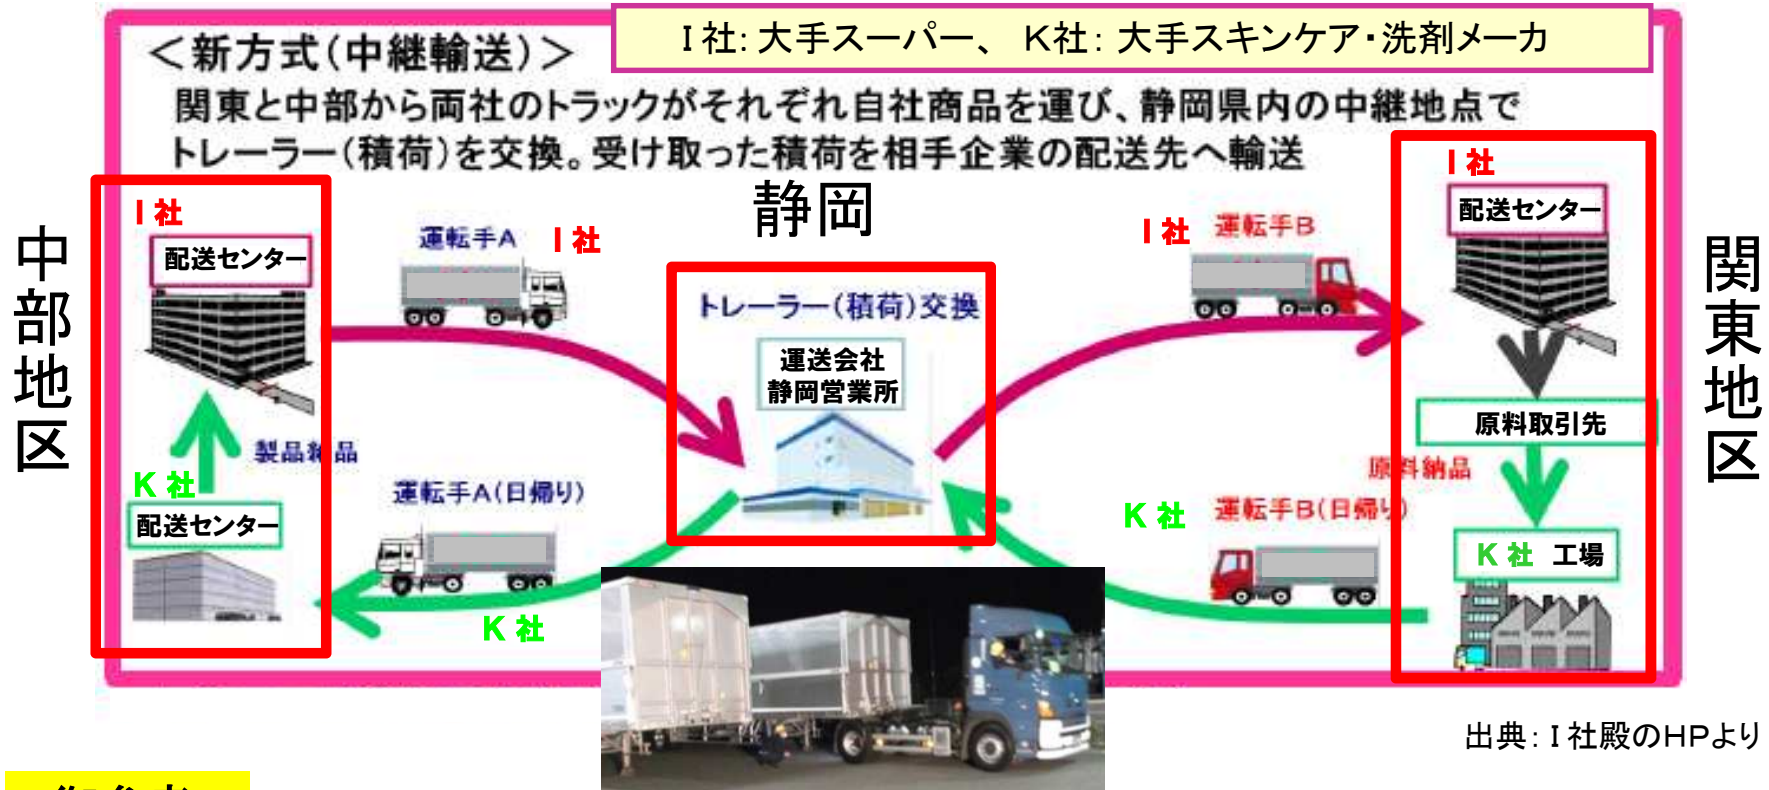 I社：大手スーパー、 K社：大手スキンケア・洗剤メーカ
＜新方式（中継輸送）＞
関東と中部から両社のトラックがそれぞれ自社商品を運び、静岡県内の中継地点で
トレーラー（積荷）を交換。受け取った積荷を相手企業の配送先へ輸送
静岡
中部地区
関東地区
I社
配送センター
運転手A
I社
トレーラー（積荷）交換
運送会社
静岡営業所
I社
運転手B
I社
配送センター
原料取引先
製品納品
K社
配送センター
運転手A（日帰り）
K社
原料納品
K社
運転手B（日帰り）
K社 工場
出典：I社殿のHPより